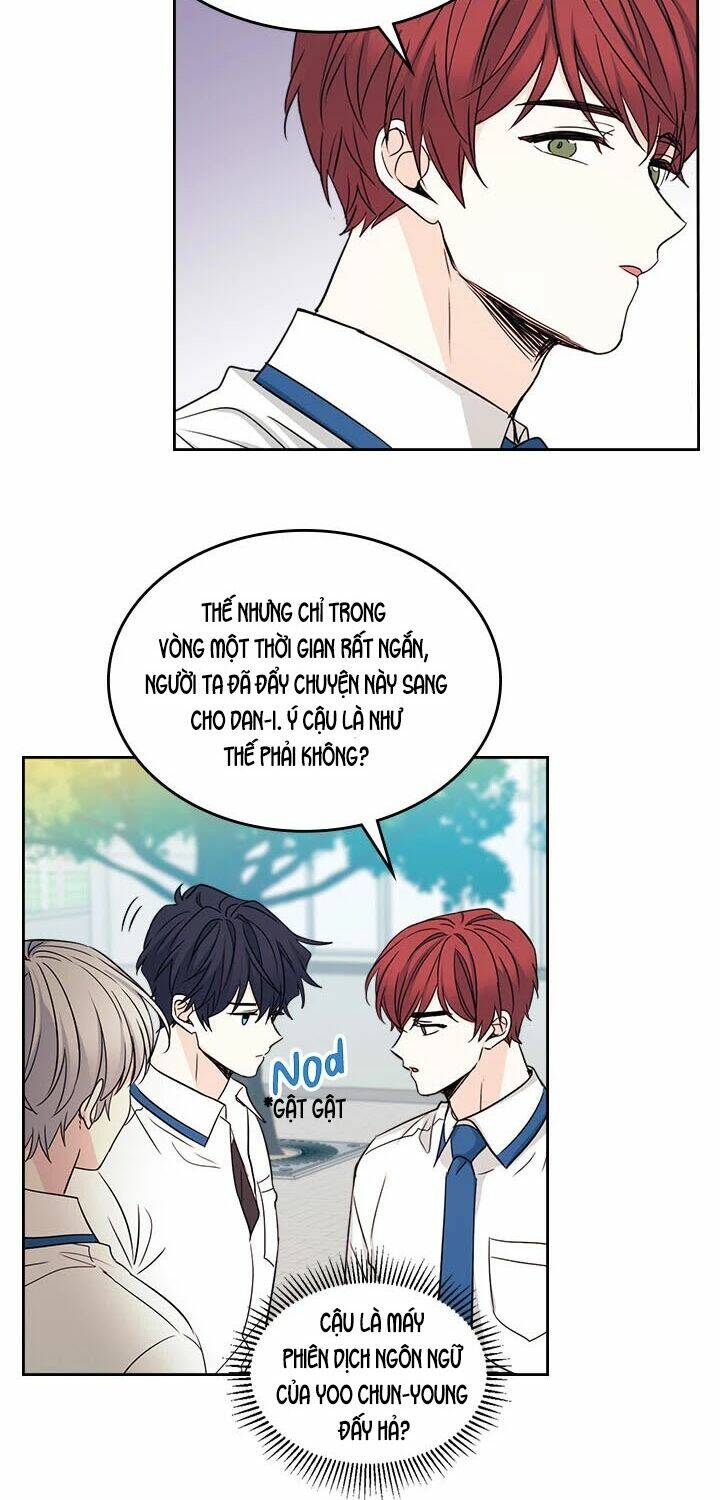 THẾ NHƯNG CHỈ TRONG
VÒNG MỘT THỜI GIAN RẤT NGẮN,
NGƯỜI TA ĐÃ ĐẨY CHUYỆN NÀY SANG
CHO DAN-I. Ý CẬU LÀ NHƯ
THẾ PHẢI KHÔNG?
NOD
*GẬT GẬT
CẬU LÀ MÁY
PHIÊN DỊCH NGÔN NGỮ
CỦA YOO CHUN-YOUNG
ĐẤY HẢ?